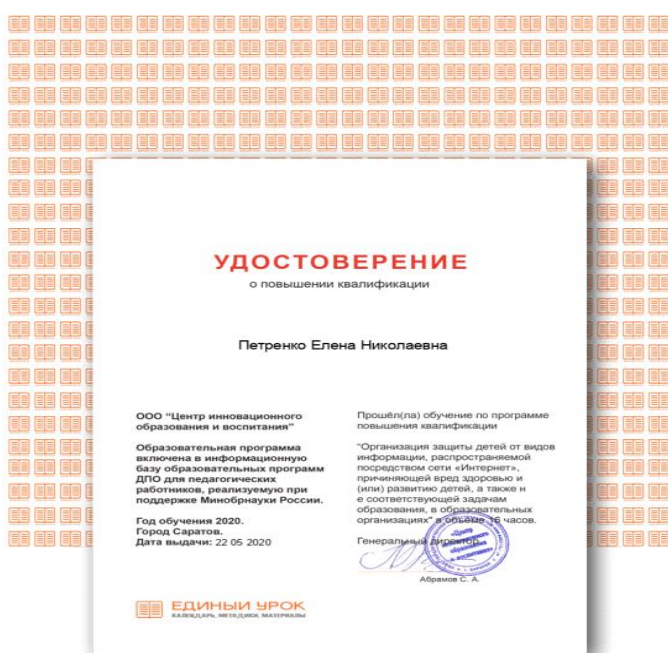 УДОСТОВЕРЕНИЕ
о повышении квалификации
Петренко Елена Николаевна
ООО "Центр инновационного
образования и воспитания"
Образовательная программа
включена в информационную
базу образовательных программ
ДПО для педагогических
работников, реализуемую при
поддержке Минобрнауки России.
Год обучения 2020.
Город Саратов.
Дата выдачи: 22 05 2020
Прошёл(ла) обучение по программе
повышения квалификации
"Организация защиты детей от видов
информации, распространяемой
посредством сети «Интернет»,
причиняющей вред здоровью и
(или) развитию детей, а также н
е соответствующей задачам
образования, в образовательных
организациях" в объёме 16 часов.
Генеральный директор
Абрамов С. А.
ЕДИНЫЙ УРОК
КАЛЕНДАРЬ, МЕТОДИКИ, МАТЕРИАЛЫ